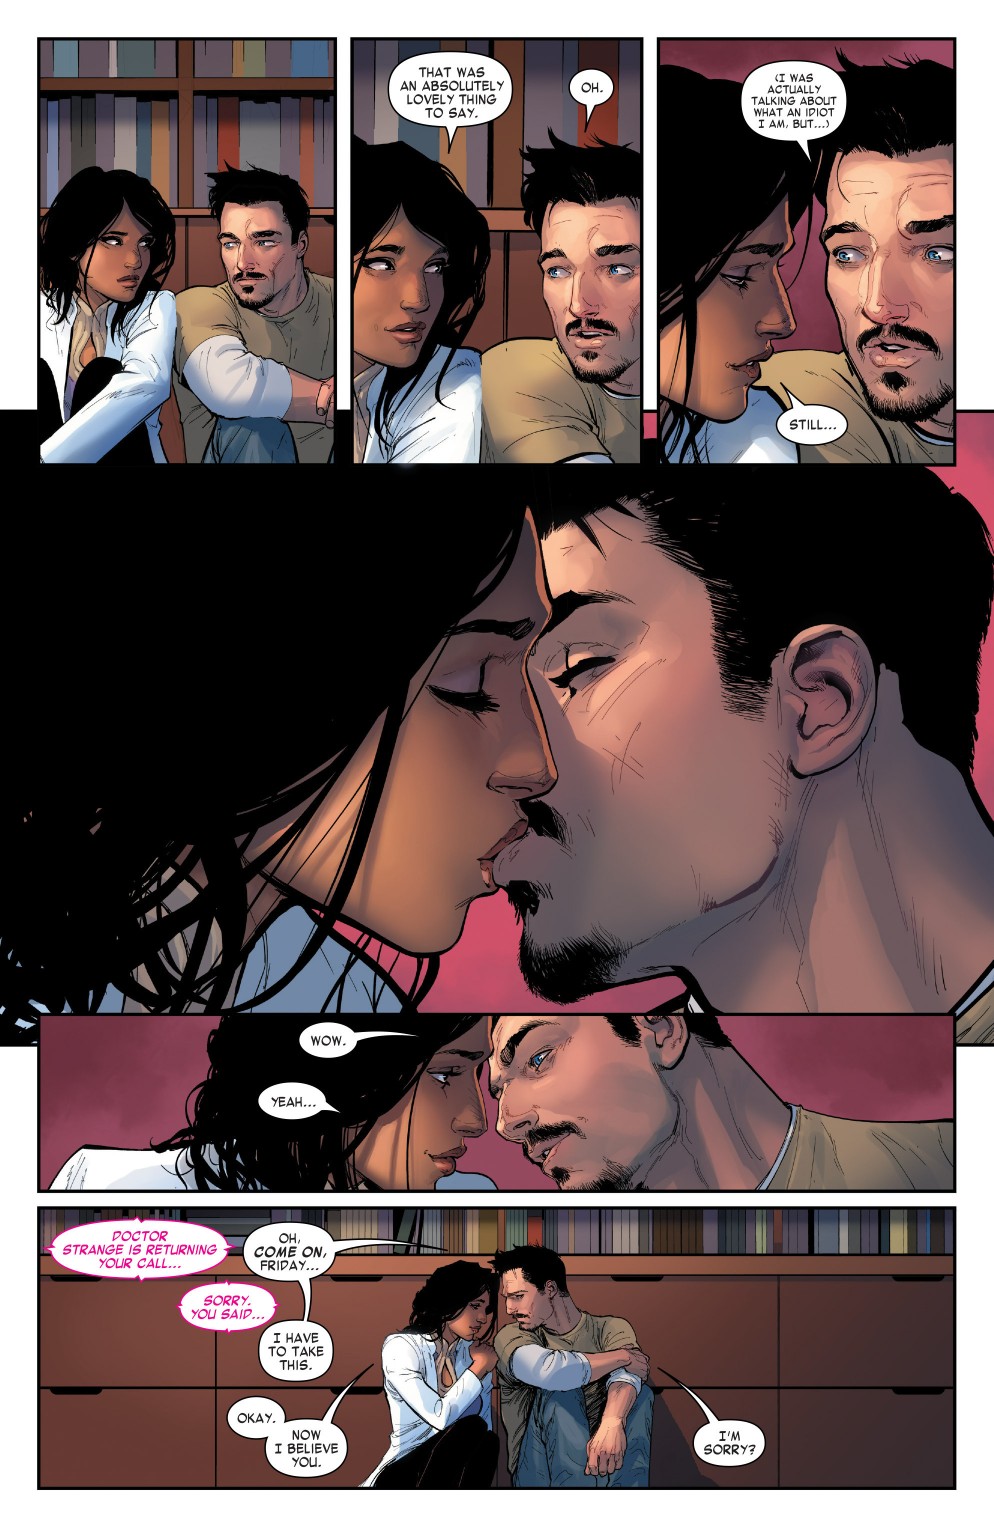 THAT WAS
AN ABSOLUTELY
LOVELY THING
TO SAY.
OH.
(I WAS
ACTUALLY
TALKING ABOUT
WHAT AN IDIOT
I AM, BUT...)
STILL...
WOW.
YEAH...
DOCTOR
STRANGE IS RETURNING
YOUR CALL...
OH,
COME ON,
FRIDAY...
SORRY.
YOU SAID...
I HAVE
TO TAKE
THIS.
OKAY.
NOW
I BELIEVE
YOU.
I'M
SORRY?